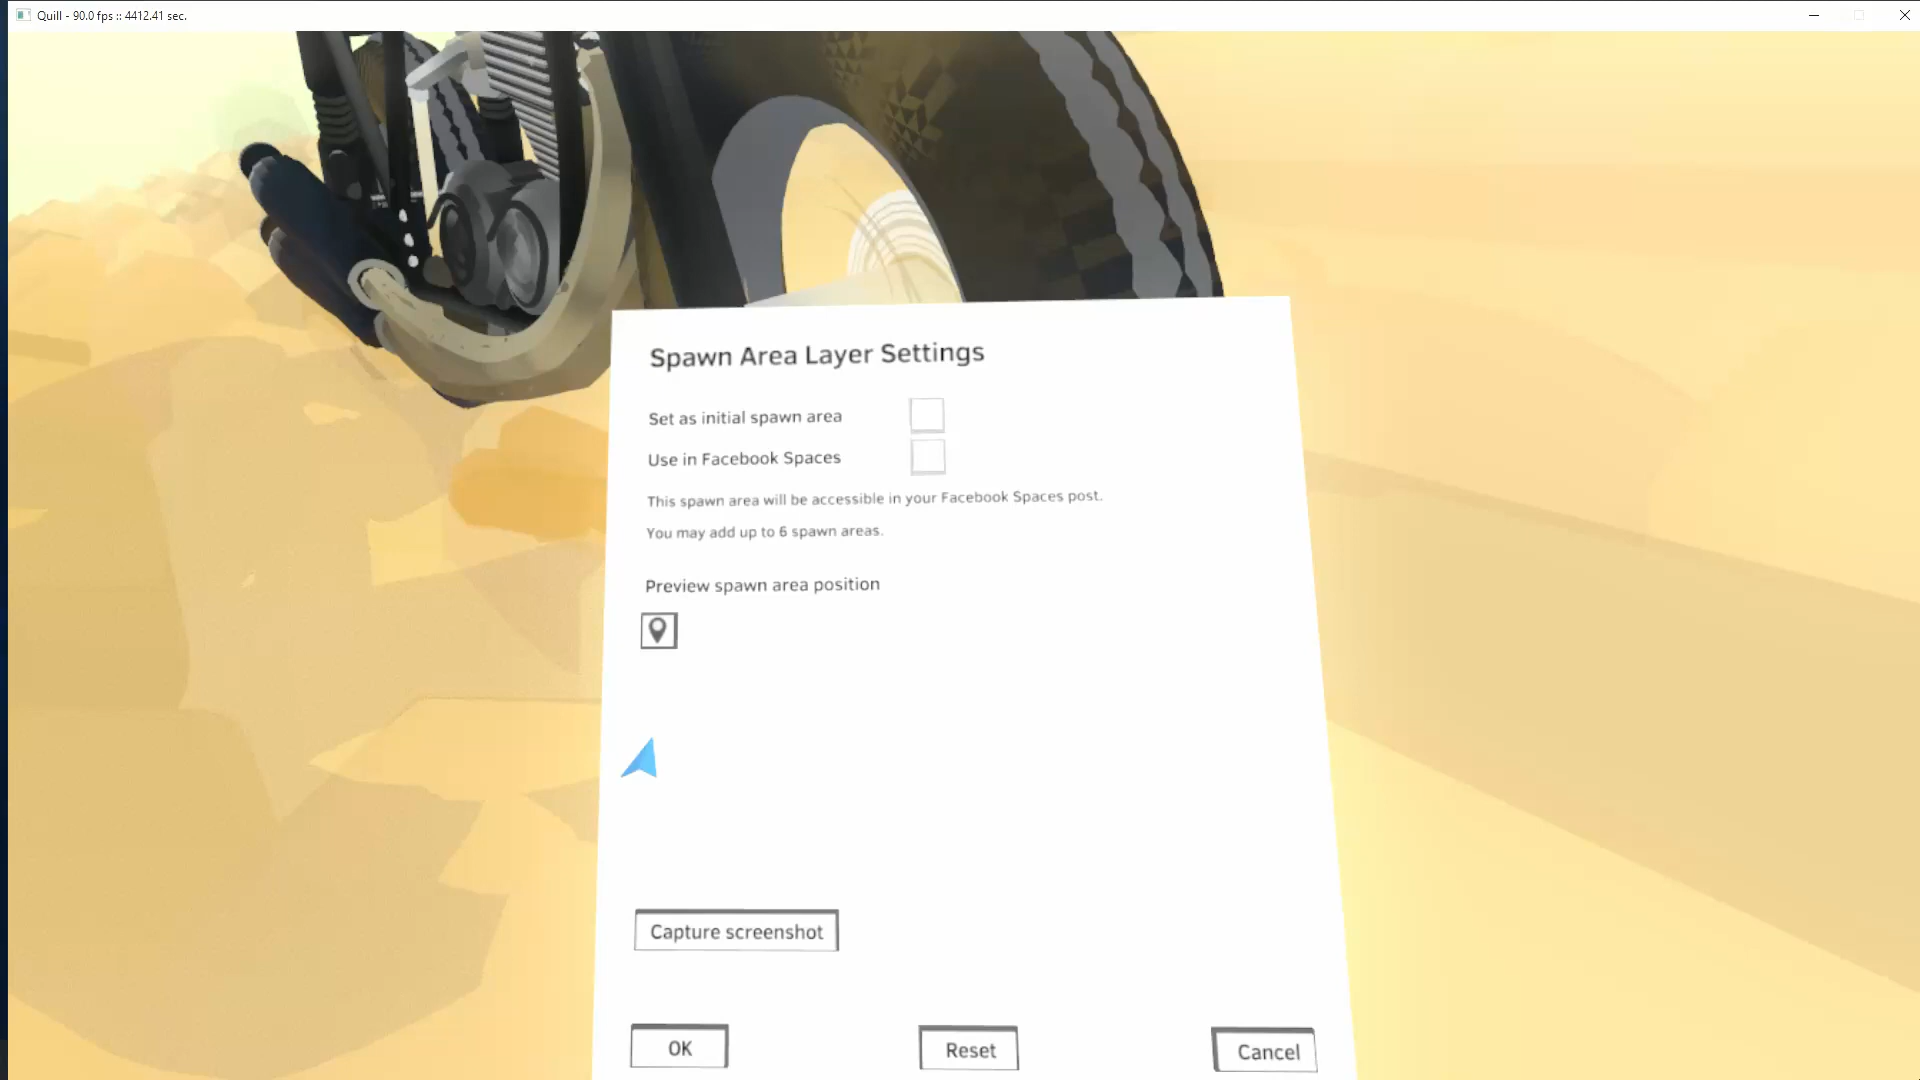 Quill - 90.0 fps :: 4412.41 sec.
Spawn Area Layer Settings
Set as initial spawn area
Use in Facebook Spaces
This spawn area will be accessible in your Facebook Spaces post.
You may add up to 6 spawn areas.
Preview spawn area position
Capture screenshot
OK
Reset
Cancel